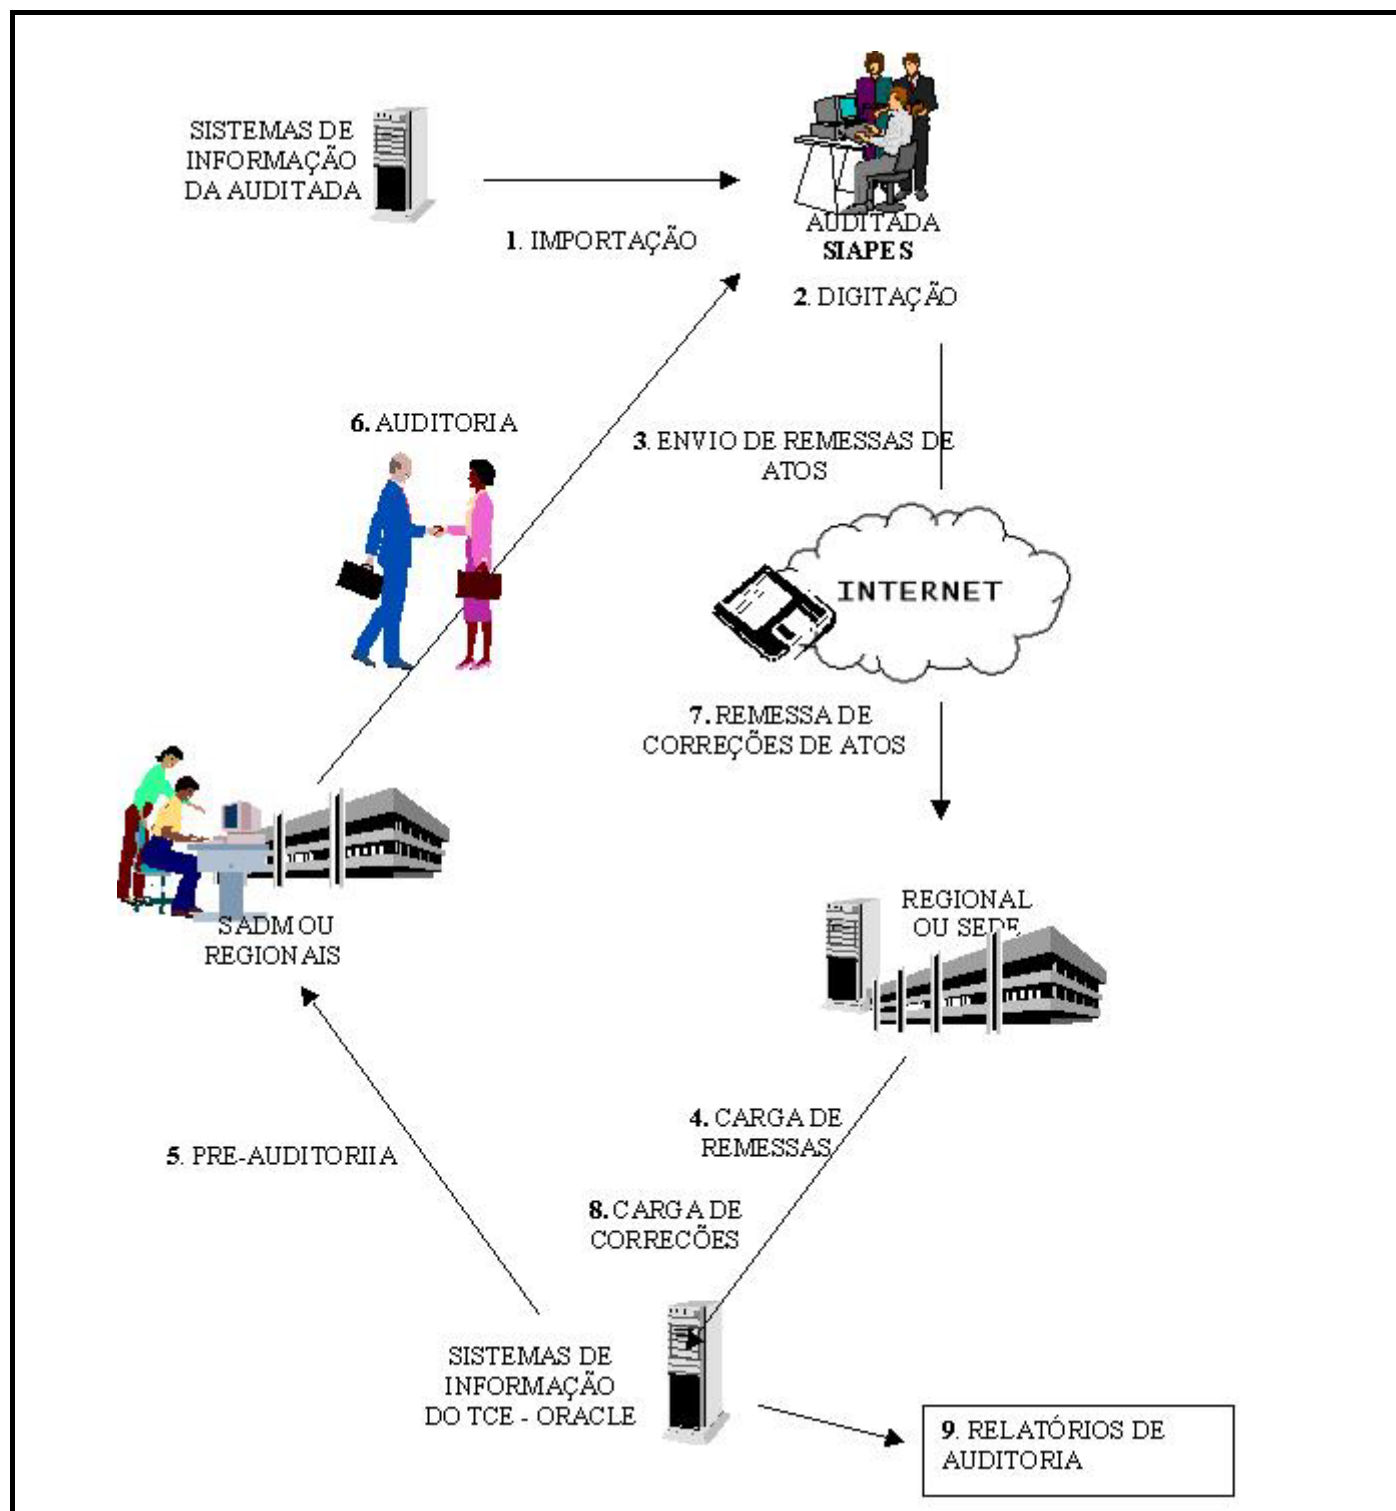 SISTEMAS DE
INFORMAÇÃO
DA AUDITADA
1. IMPORTAÇÃO
AUDITADA
SIAPES
2. DIGITAÇÃO
6. AUDITORIA
3. ENVIO DE REMESSAS DE
ATOS
INTERNET
7. REMESSA DE
CORREÇÕES DE ATOS
SADM OU
REGIONAIS
REGIONAL
OU SEDE
4. CARGA DE
REMESSAS
5. PRE-AUDITORIIA
8. CARGA DE
CORRECÕES
SISTEMAS DE
INFORMAÇÃO
DO TCE - ORACLE
9. RELATÓRIOS DE
AUDITORIA